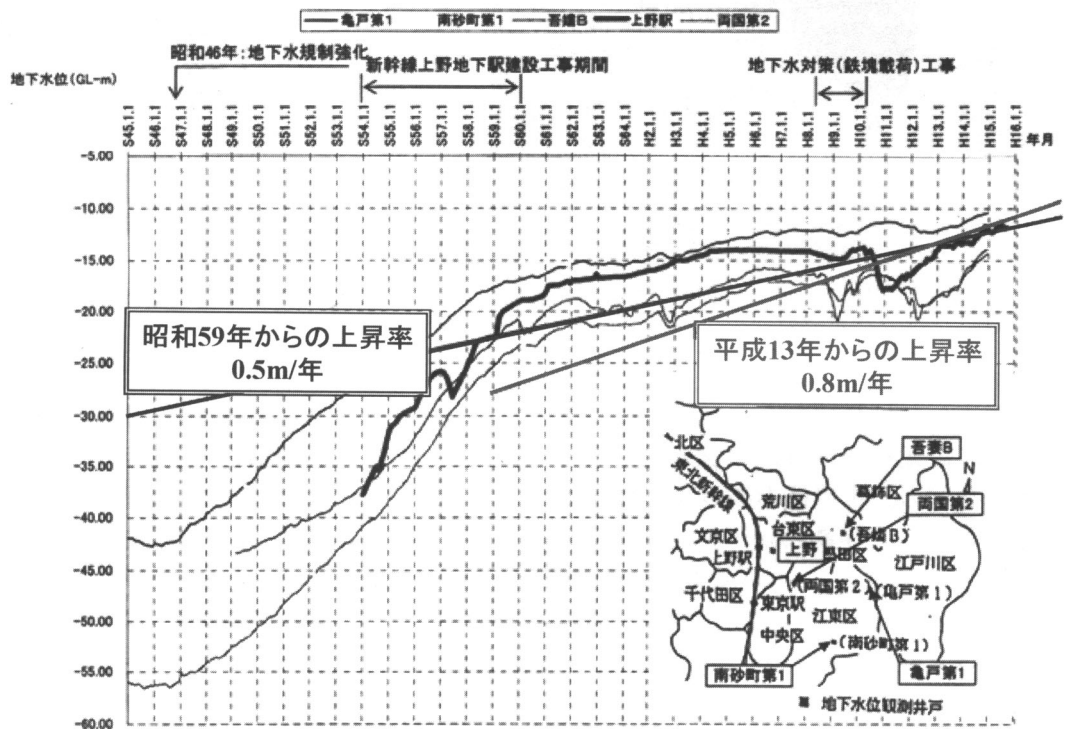 亀戸第1 南砂町第1 吾嬬B 上野駅 両国第2
昭和46年:地下水規制強化
新幹線上野地下駅建設工事期間
地下水対策(鉄塊載荷)工事
地下水位(GL-m)
S45.1.1 S46.1.1 S47.1.1 S48.1.1 S49.1.1 S50.1.1 S51.1.1 S52.1.1 S53.1.1 S54.1.1 S55.1.1 S56.1.1 S57.1.1 S58.1.1 S59.1.1 S60.1.1 S61.1.1 S62.1.1 S63.1.1 S64.1.1 H2.1.1 H3.1.1 H4.1.1 H5.1.1 H6.1.1 H7.1.1 H8.1.1 H9.1.1 H10.1.1 H11.1.1 H12.1.1 H13.1.1 H14.1.1 H15.1.1 H16.1.1
年月
-5.00
-10.00
-15.00
-20.00
-25.00
-30.00
-35.00
-40.00
-45.00
-50.00
-55.00
-60.00
昭和59年からの上昇率
0.5m/年
平成13年からの上昇率
0.8m/年
北区
東北新幹線
荒川区
葛飾区
吾妻B
N
両国第2
文京区
台東区
(吾嬬B)
上野駅
上野
墨田区
江戸川区
千代田区
東京駅
(両国第2)
(亀戸第1)
中央区
江東区
(南砂町第1)
南砂町第1
亀戸第1
地下水位観測井戸